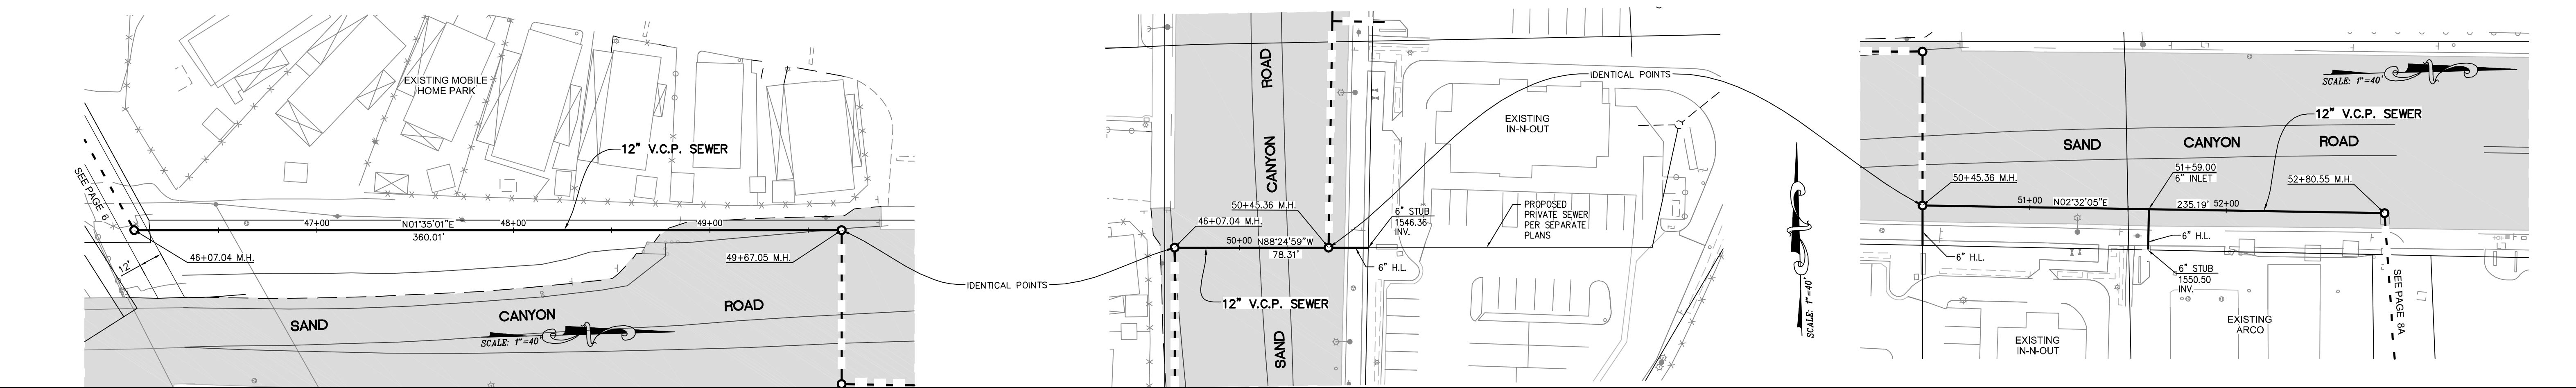 EXISTING MOBILE
HOME PARK
12" V.C.P. SEWER
SEE PAGE 6
47+00
N01°35'01"E
48+00
49+00
360.01'
46+07.04 M.H.
49+67.05 M.H.
12'
SAND
CANYON
ROAD
SCALE: 1"=40'
IDENTICAL POINTS
ROAD
CANYON
SAND
50+45.36 M.H.
46+07.04 M.H.
50+00
N88°24'59"W
78.31'
12" V.C.P. SEWER
6" STUB
1546.36
INV.
6" H.L.
EXISTING
IN-N-OUT
PROPOSED
PRIVATE SEWER
PER SEPARATE
PLANS
IDENTICAL POINTS
SCALE: 1"=40'
SCALE: 1"=40'
12" V.C.P. SEWER
SAND
CANYON
ROAD
50+45.36 M.H.
51+59.00
6" INLET
52+80.55 M.H.
51+00
N02°32'05"E
235.19'
52+00
6" H.L.
6" H.L.
6" STUB
1550.50
INV.
SEE PAGE 8A
EXISTING
IN-N-OUT
EXISTING
ARCO